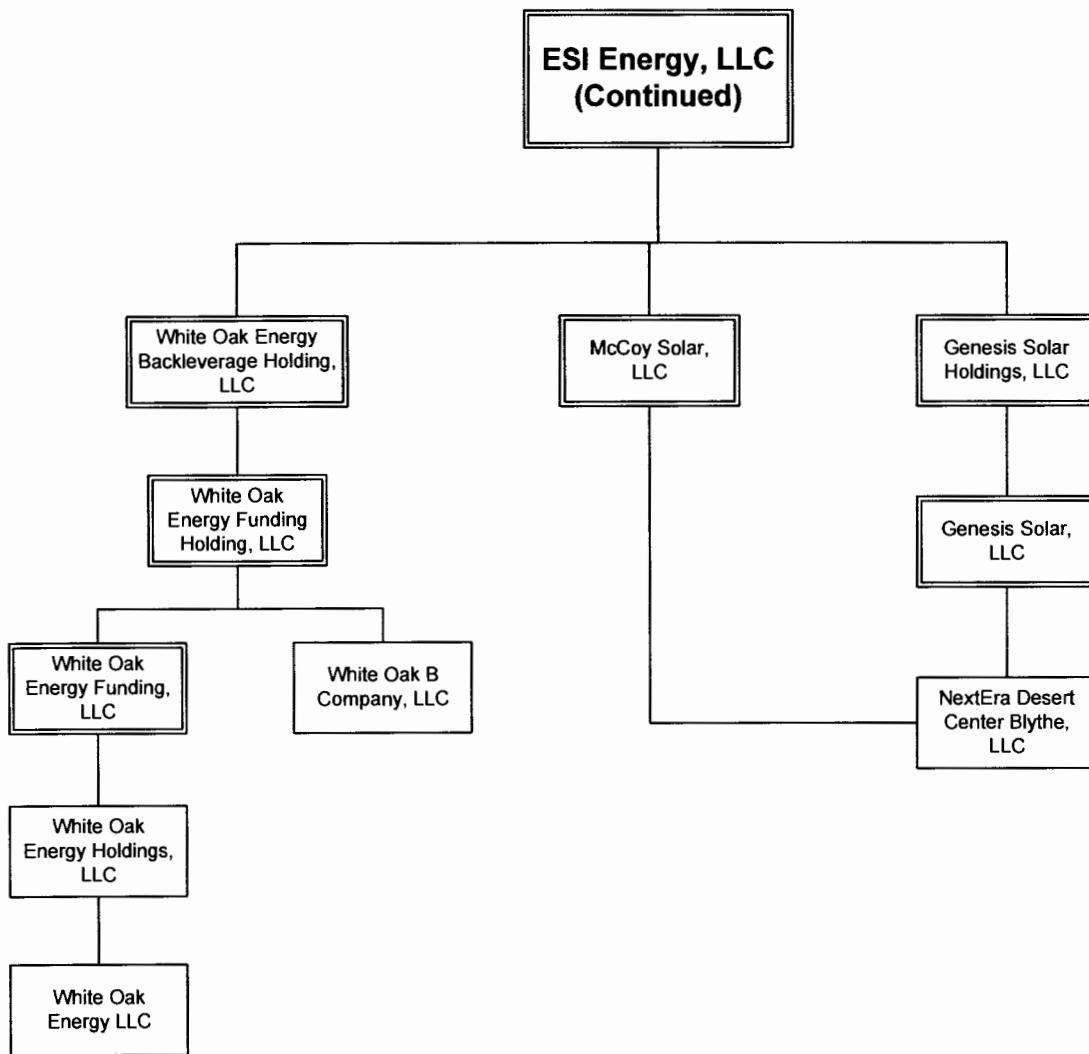 ESI Energy, LLC
(Continued)
White Oak Energy
Backleverage Holding,
LLC
McCoy Solar,
LLC
Genesis Solar
Holdings, LLC
White Oak
Energy Funding
Holding, LLC
Genesis Solar,
LLC
White Oak
Energy Funding,
LLC
White Oak B
Company, LLC
NextEra Desert
Center Blythe,
LLC
White Oak
Energy Holdings,
LLC
White Oak
Energy LLC